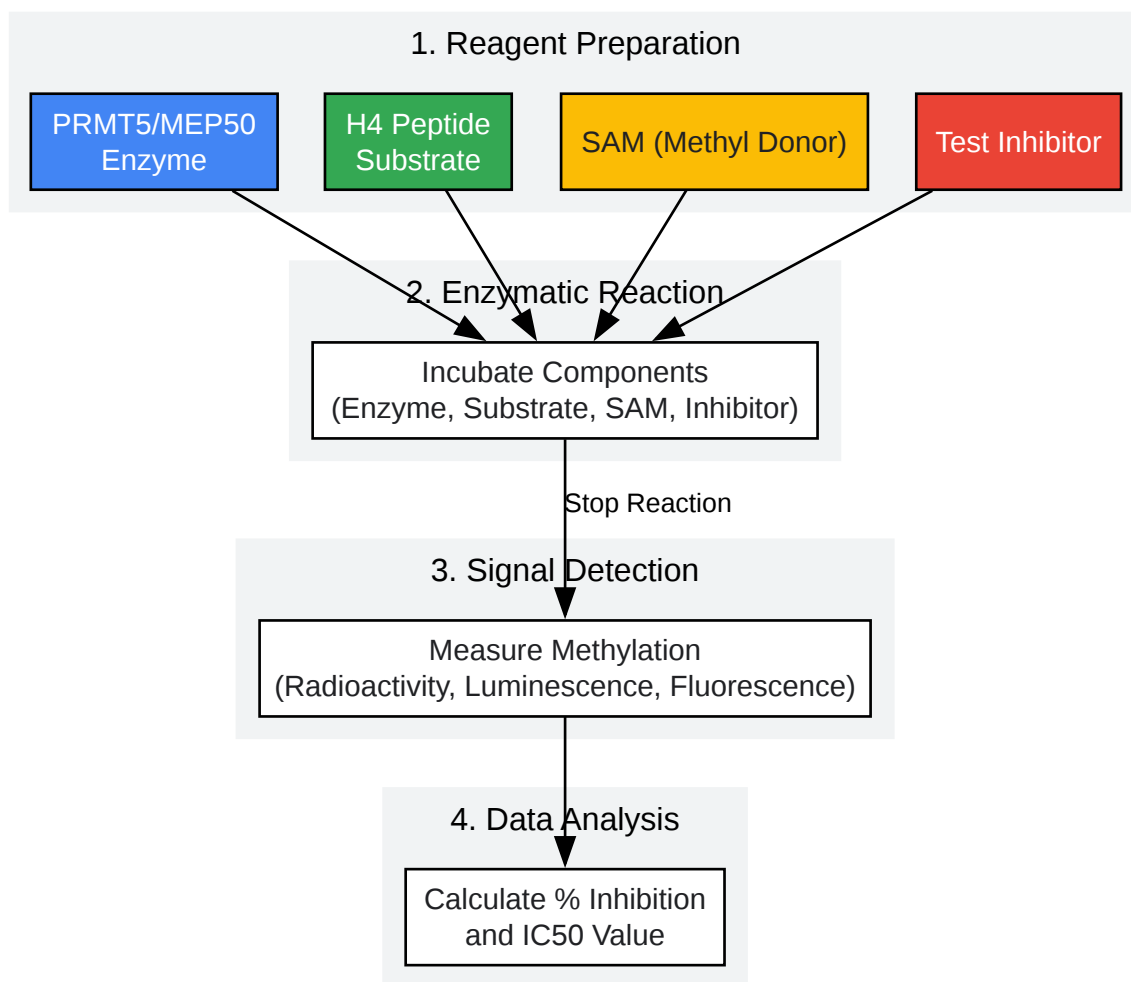 1. Reagent Preparation
PRMT5/MEP50
Enzyme
H4 Peptide
Substrate
SAM (Methyl Donor)
Test Inhibitor
2. Enzymatic Reaction
Incubate Components
(Enzyme, Substrate, SAM, Inhibitor)
Stop Reaction
3. Signal Detection
Measure Methylation
(Radioactivity, Luminescence, Fluorescence)
4. Data Analysis
Calculate % Inhibition
and IC50 Value